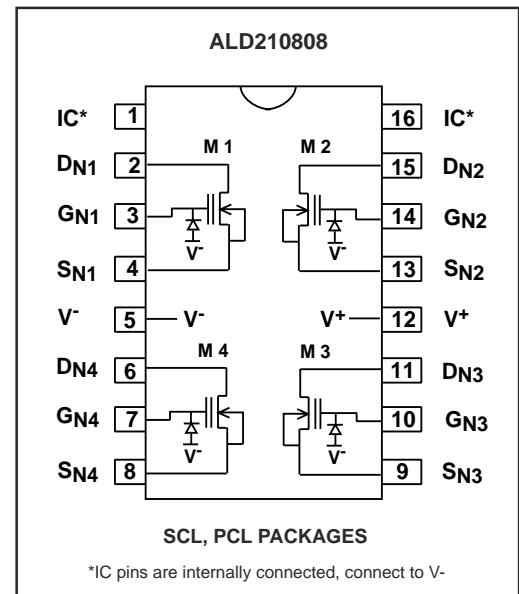 ALD210808
IC* 1 16 IC*
M 1 M 2
DN1 2 15 DN2
GN1 3 14 GN2
V- V-
SN1 4 13 SN2
V- 5 V- V+ 12 V+
M 4 M 3
DN4 6 11 DN3
GN4 7 10 GN3
V- V-
SN4 8 9 SN3
SCL, PCL PACKAGES
*IC pins are internally connected, connect to V-